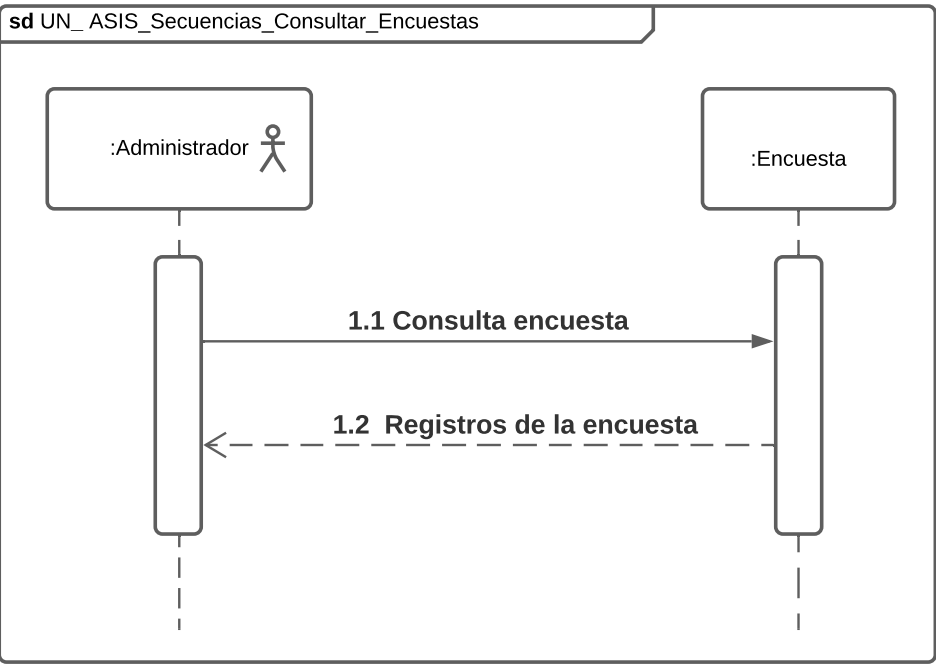 sd UN_ ASIS_Secuencias_Consultar_Encuestas
:Administrador
:Encuesta
1.1 Consulta encuesta
1.2  Registros de la encuesta